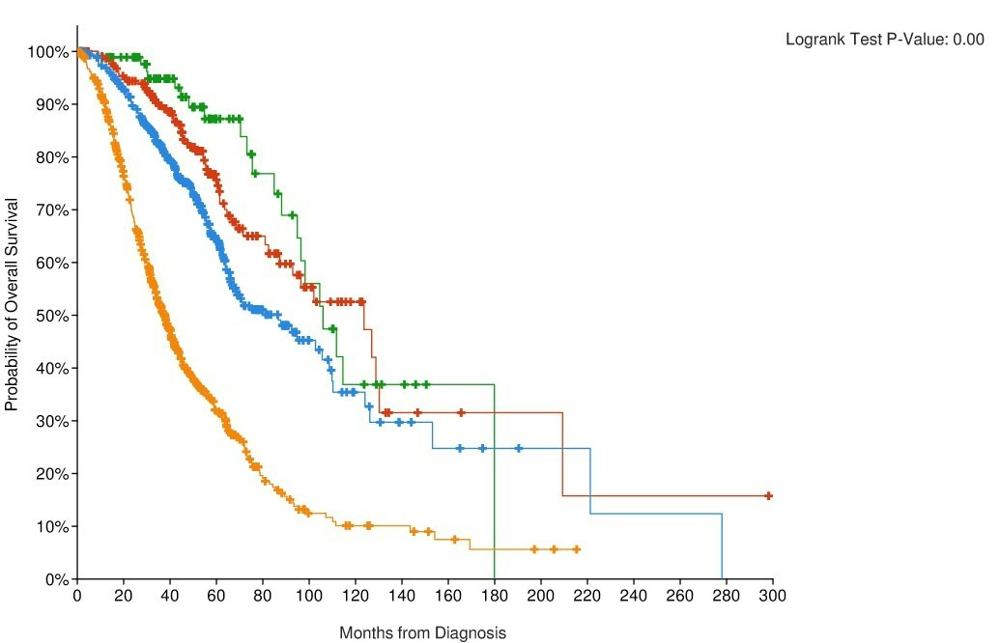 Logrank Test P-Value: 0.00
Probability of Overall Survival
100%
90%
80%
70%
60%
50%
40%
30%
20%
10%
0%
0 20 40 60 80 100 120 140 160 180 200 220 240 260 280 300
Months from Diagnosis